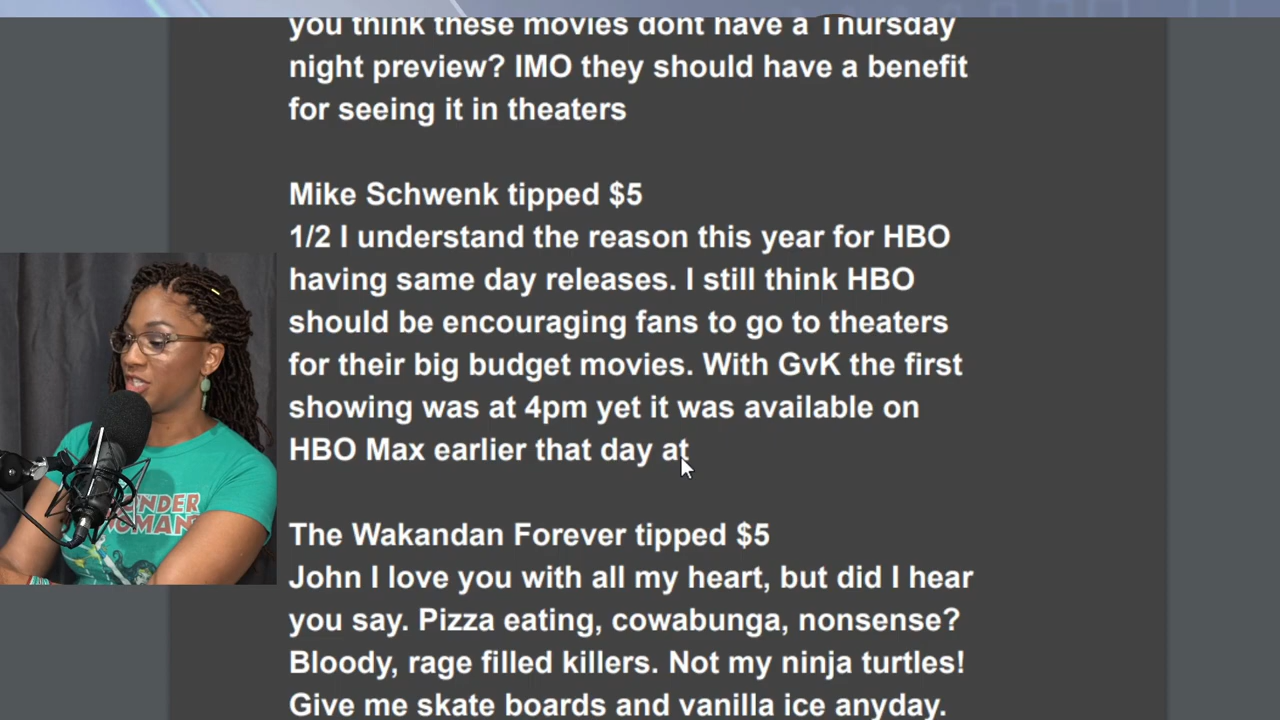 you think these movies dont have a Thursday
night preview? IMO they should have a benefit
for seeing it in theaters
Mike Schwenk tipped $5
1/2 I understand the reason this year for HBO
having same day releases. I still think HBO
should be encouraging fans to go to theaters
for their big budget movies. With GvK the first
showing was at 4pm yet it was available on
HBO Max earlier that day at
WONDER
WOMAN
The Wakandan Forever tipped $5
John I love you with all my heart, but did I hear
you say. Pizza eating, cowabunga, nonsense?
Bloody, rage filled killers. Not my ninja turtles!
Give me skate boards and vanilla ice anyday.